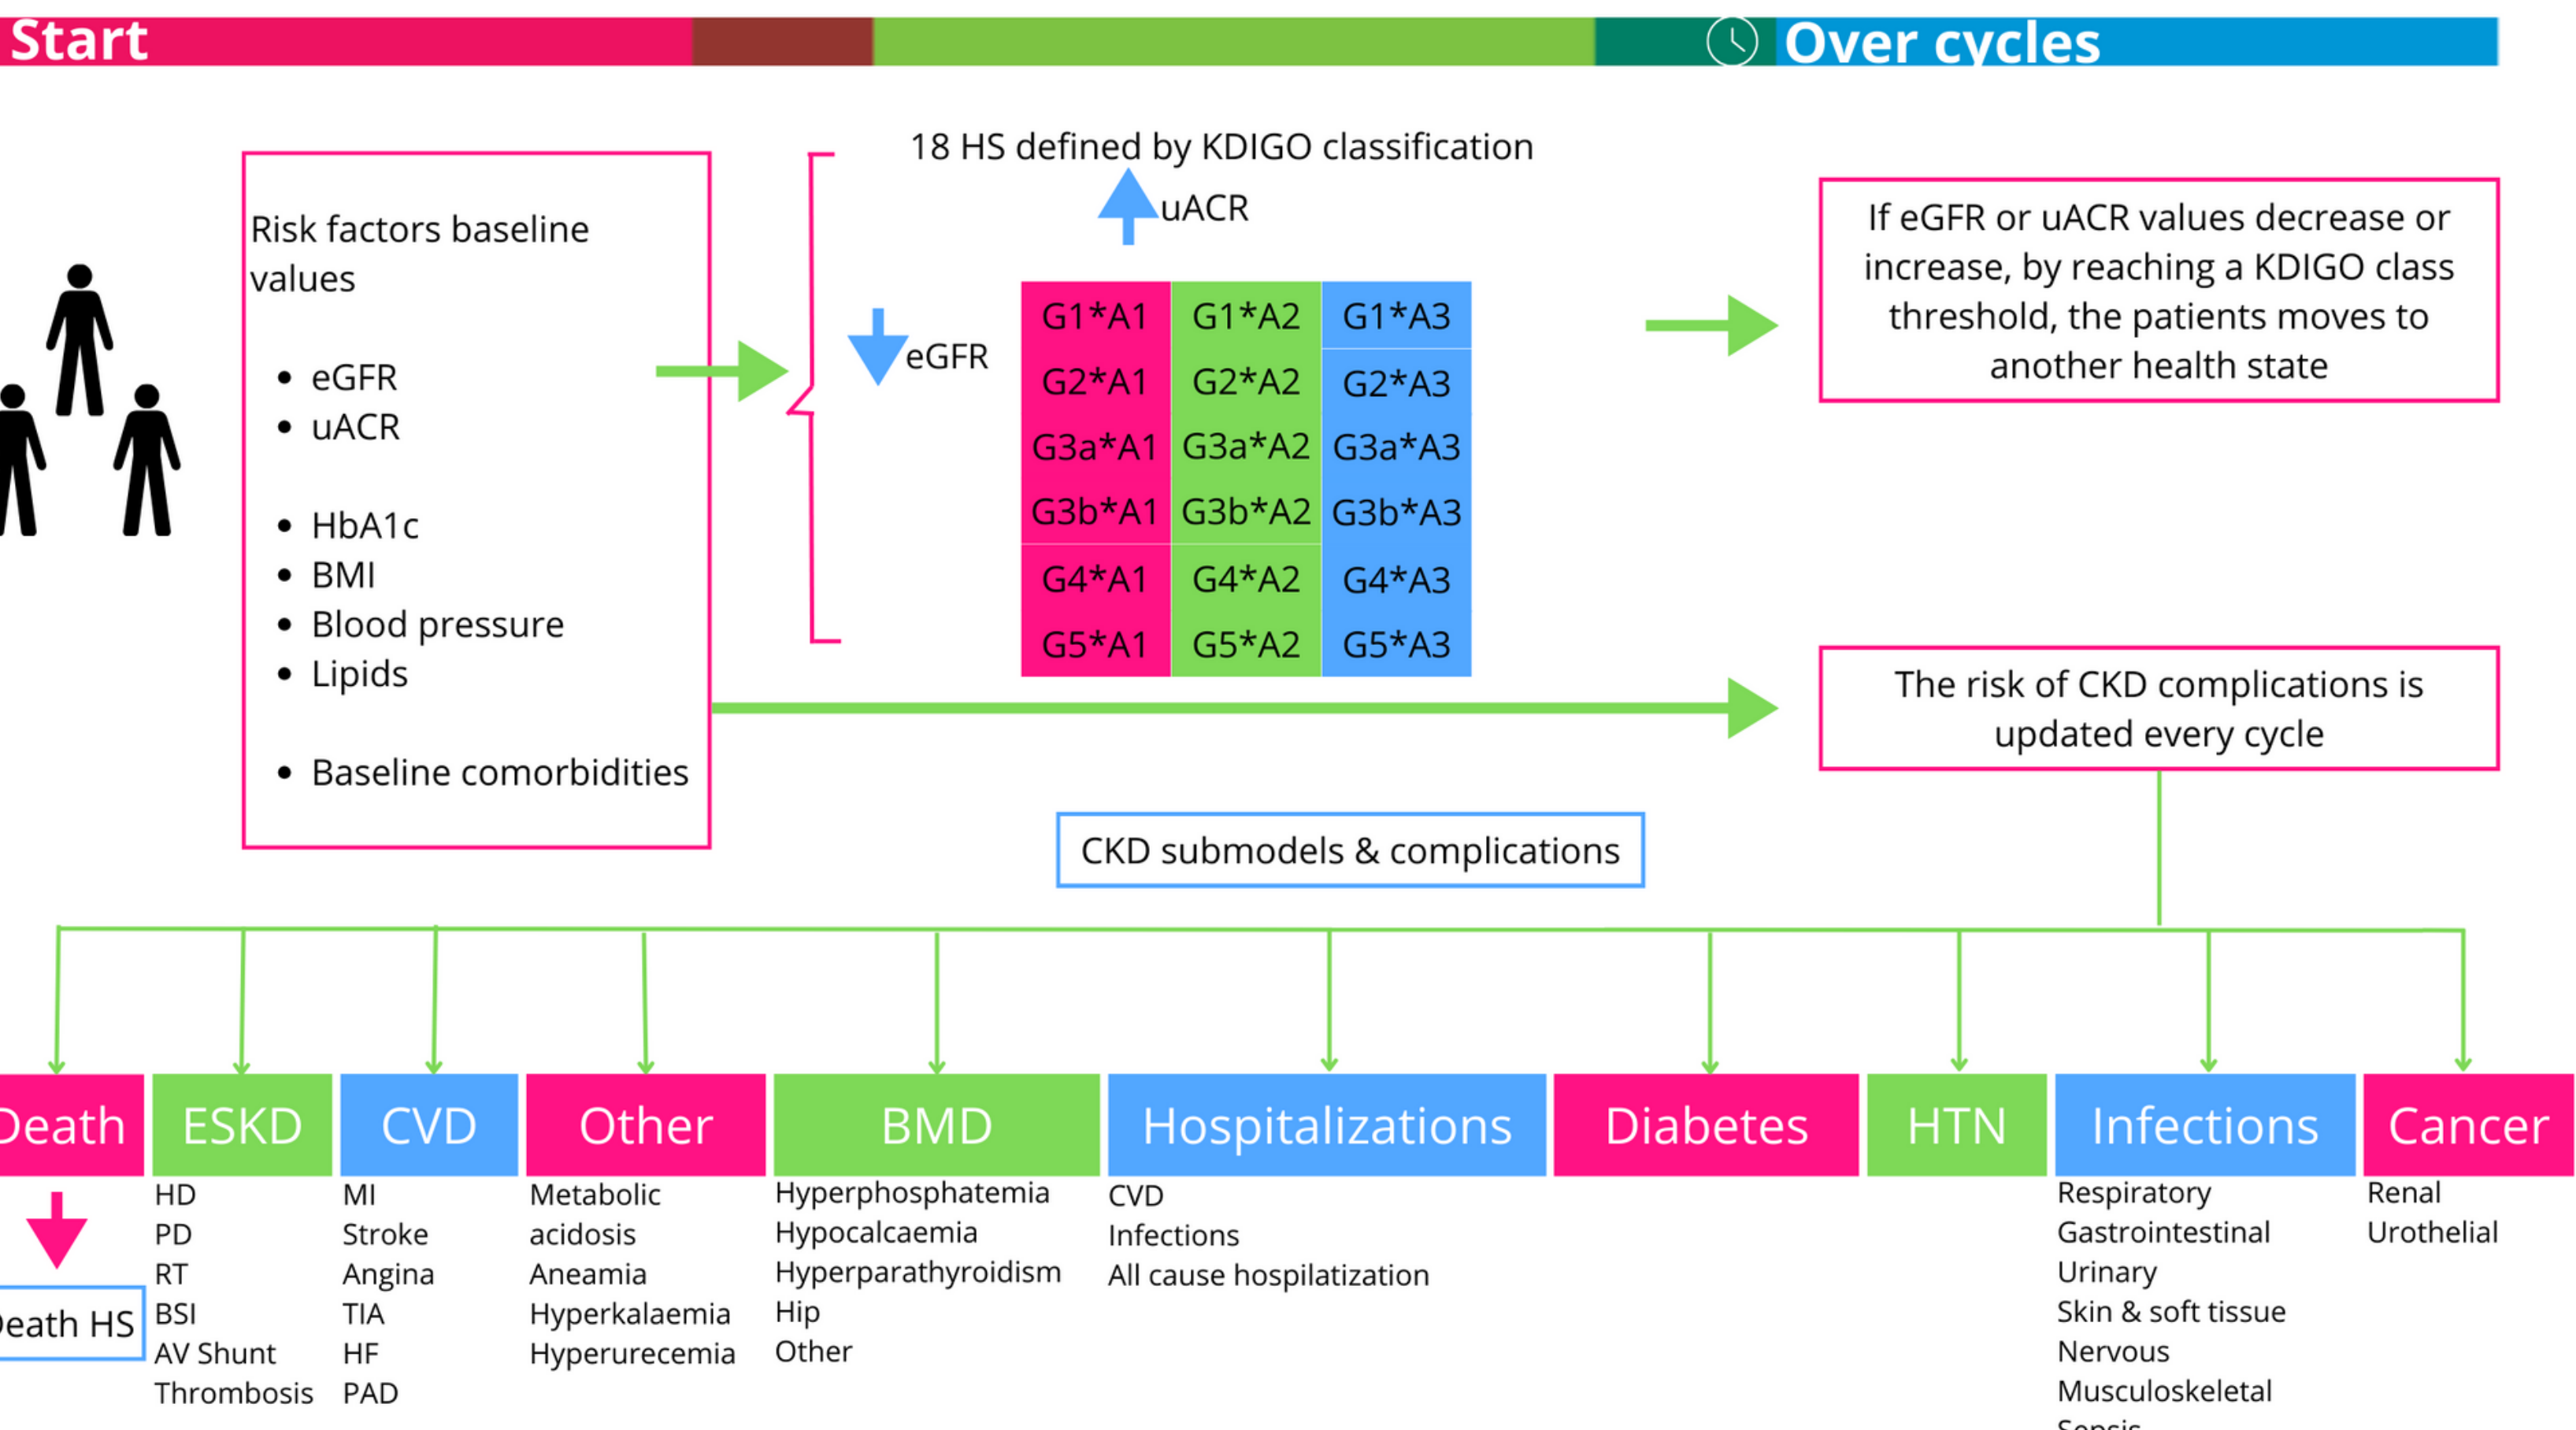 Start
Over cycles
18 HS defined by KDIGO classification
uACR
eGFR
Risk factors baseline
values
• eGFR
• uACR
• HbA1c
• BMI
• Blood pressure
• Lipids
• Baseline comorbidities
G1*A1 G1*A2 G1*A3
G2*A1 G2*A2 G2*A3
G3a*A1 G3a*A2 G3a*A3
G3b*A1 G3b*A2 G3b*A3
G4*A1 G4*A2 G4*A3
G5*A1 G5*A2 G5*A3
If eGFR or uACR values decrease or
increase, by reaching a KDIGO class
threshold, the patients moves to
another health state
The risk of CKD complications is
updated every cycle
CKD submodels & complications
Death
Death HS
ESKD
HD
PD
RT
BSI
AV Shunt
Thrombosis
CVD
MI
Stroke
Angina
TIA
HF
PAD
Other
Metabolic
acidosis
Aneamia
Hyperkalaemia
Hyperurecemia
BMD
Hyperphosphatemia
Hypocalcaemia
Hyperparathyroidism
Hip
Other
Hospitalizations
CVD
Infections
All cause hospilatization
Diabetes
HTN
Infections
Respiratory
Gastrointestinal
Urinary
Skin & soft tissue
Nervous
Musculoskeletal
Sepsis
Cancer
Renal
Urothelial